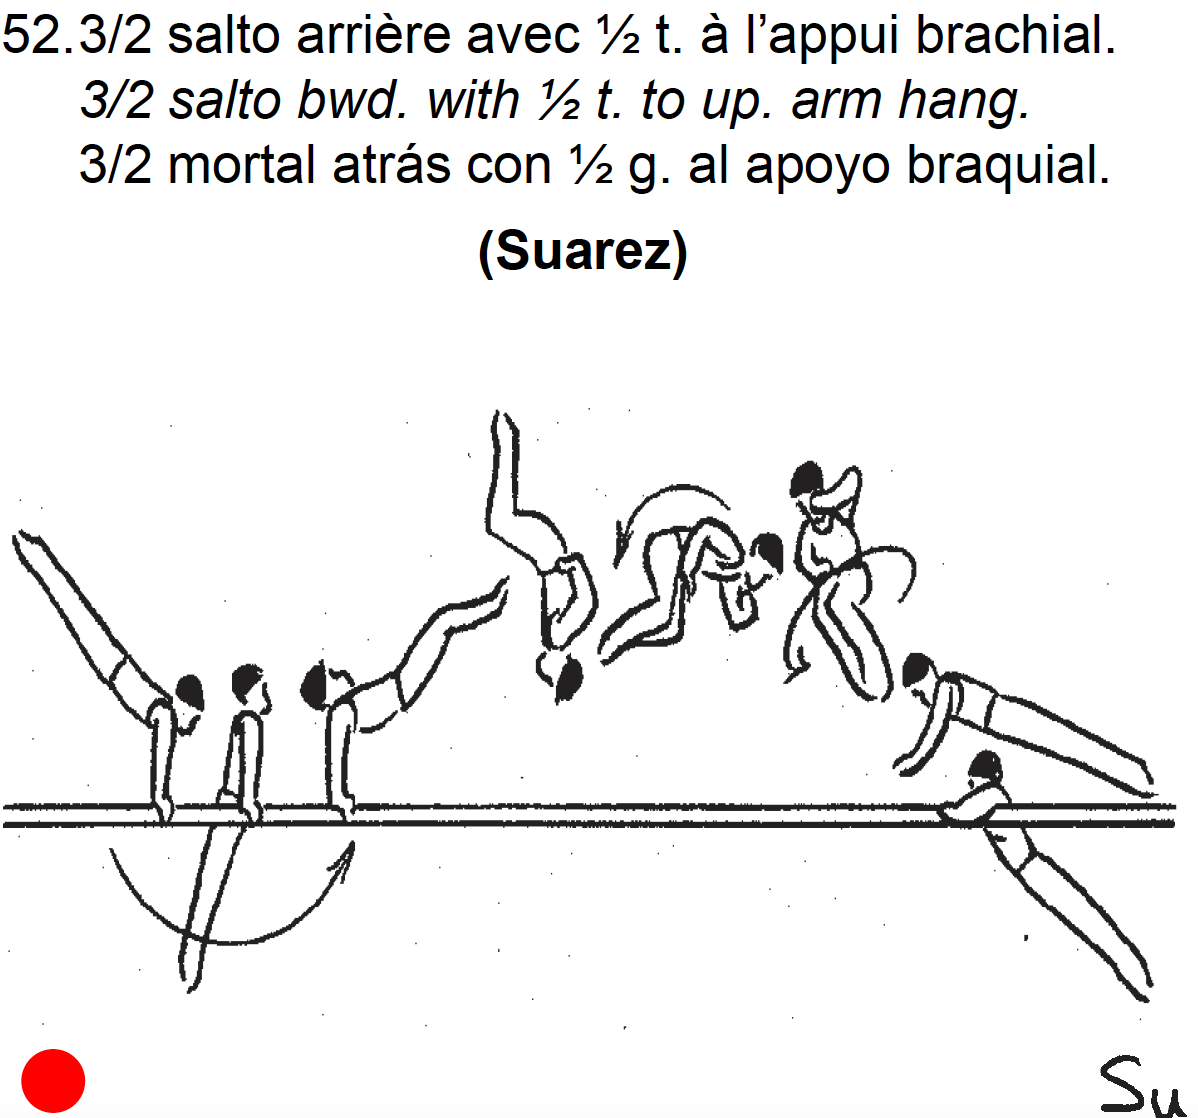 52. 3/2 salto arrière avec ½ t. à l’appui brachial.
3/2 salto bwd. with ½ t. to up. arm hang.
3/2 mortal atrás con ½ g. al apoyo braquial.
(Suarez)
Su